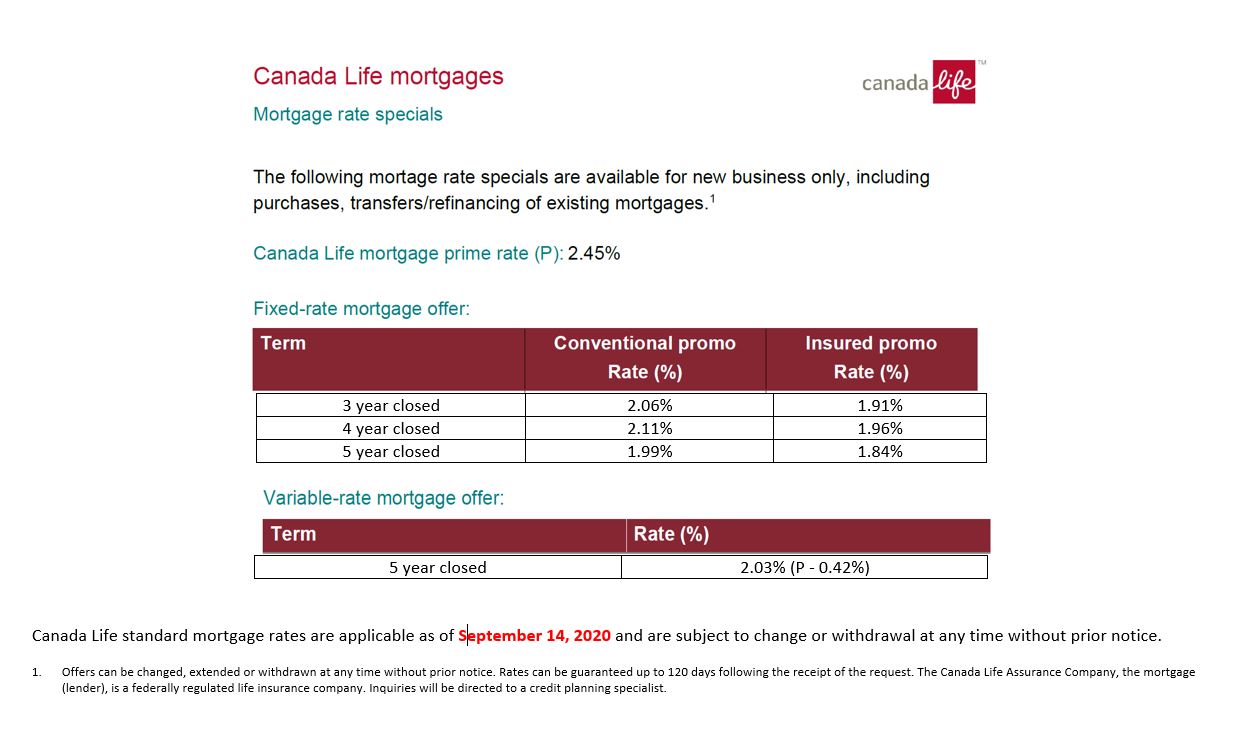 Canada Life mortgages
canada life™
Mortgage rate specials
The following mortage rate specials are available for new business only, including
purchases, transfers/refinancing of existing mortgages.¹
Canada Life mortgage prime rate (P): 2.45%
Fixed-rate mortgage offer:
Term Conventional promo Rate (%) Insured promo Rate (%)
3 year closed 2.06% 1.91%
4 year closed 2.11% 1.96%
5 year closed 1.99% 1.84%
Variable-rate mortgage offer:
Term Rate (%)
5 year closed 2.03% (P - 0.42%)
Canada Life standard mortgage rates are applicable as of September 14, 2020 and are subject to change or withdrawal at any time without prior notice.
1. Offers can be changed, extended or withdrawn at any time without prior notice. Rates can be guaranteed up to 120 days following the receipt of the request. The Canada Life Assurance Company, the mortgage
(lender), is a federally regulated life insurance company. Inquiries will be directed to a credit planning specialist.